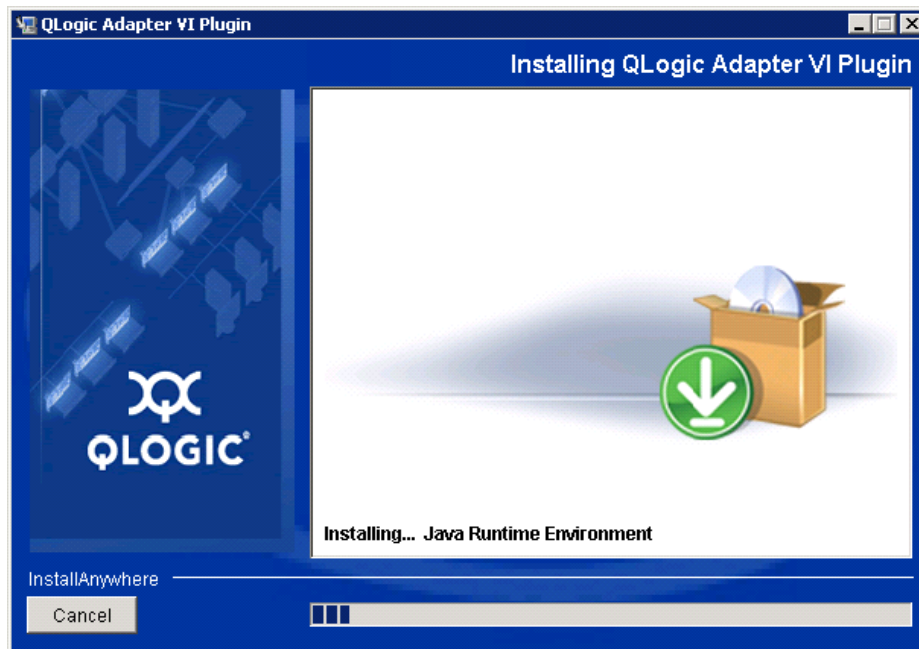 QLogic Adapter VI Plugin
Installing QLogic Adapter VI Plugin
QLOGIC®
Installing... Java Runtime Environment
InstallAnywhere
Cancel